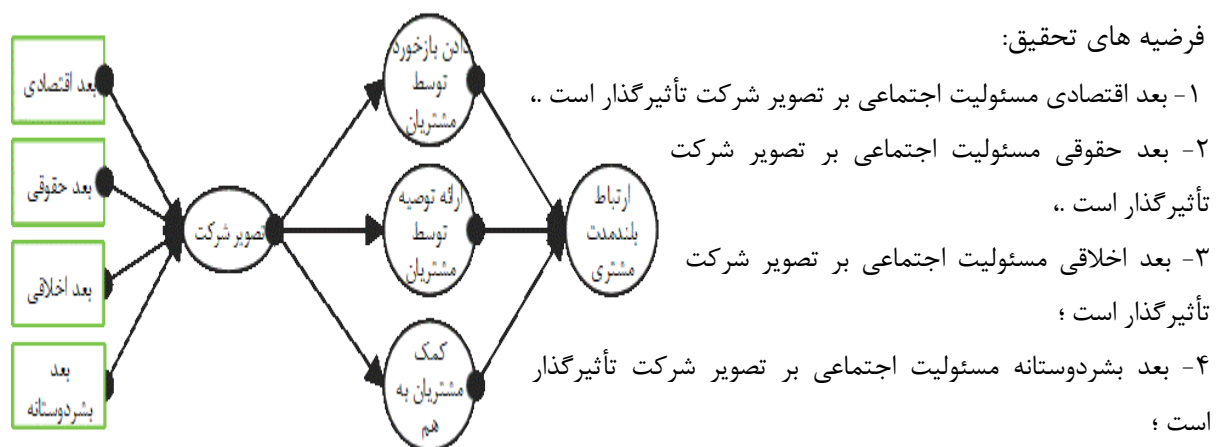 فرضیه های تحقیق:
۱- بعد اقتصادی مسئولیت اجتماعی بر تصویر شرکت تأثیرگذار است .،
۲- بعد حقوقی مسئولیت اجتماعی بر تصویر شرکت
تأثیرگذار است .،
۳- بعد اخلاقی مسئولیت اجتماعی بر تصویر شرکت
تأثیرگذار است ؛
۴- بعد بشردوستانه مسئولیت اجتماعی بر تصویر شرکت تأثیرگذار
است ؛
ارتباط
بلندمدت
مشتری
دادن بازخورد
توسط
مشتریان
ارائه توصیه
توسط
مشتریان
کمک
مشتریان به
هم
تصویر شرکت
بعد اقتصادی
بعد حقوقی
بعد اخلاقی
بعد
بشردوستانه